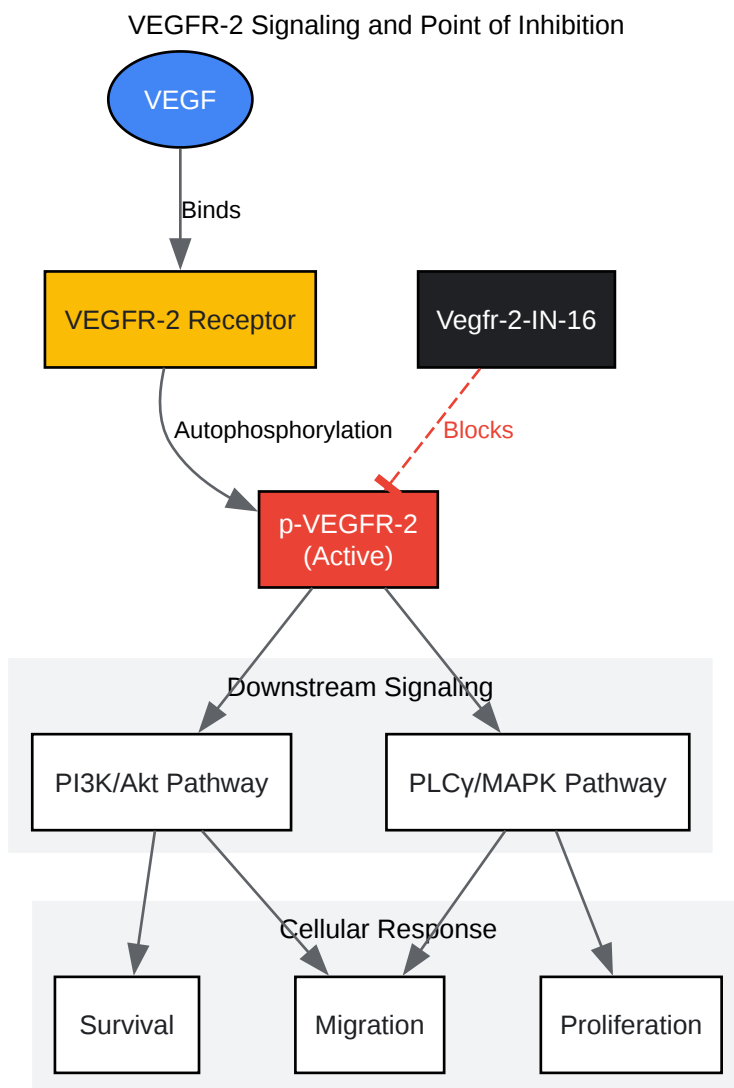 VEGFR-2 Signaling and Point of Inhibition
VEGF
Binds
VEGFR-2 Receptor
Vegfr-2-IN-16
Autophosphorylation
Blocks
p-VEGFR-2
(Active)
Downstream Signaling
PI3K/Akt Pathway
PLCγ/MAPK Pathway
Cellular Response
Survival
Migration
Proliferation